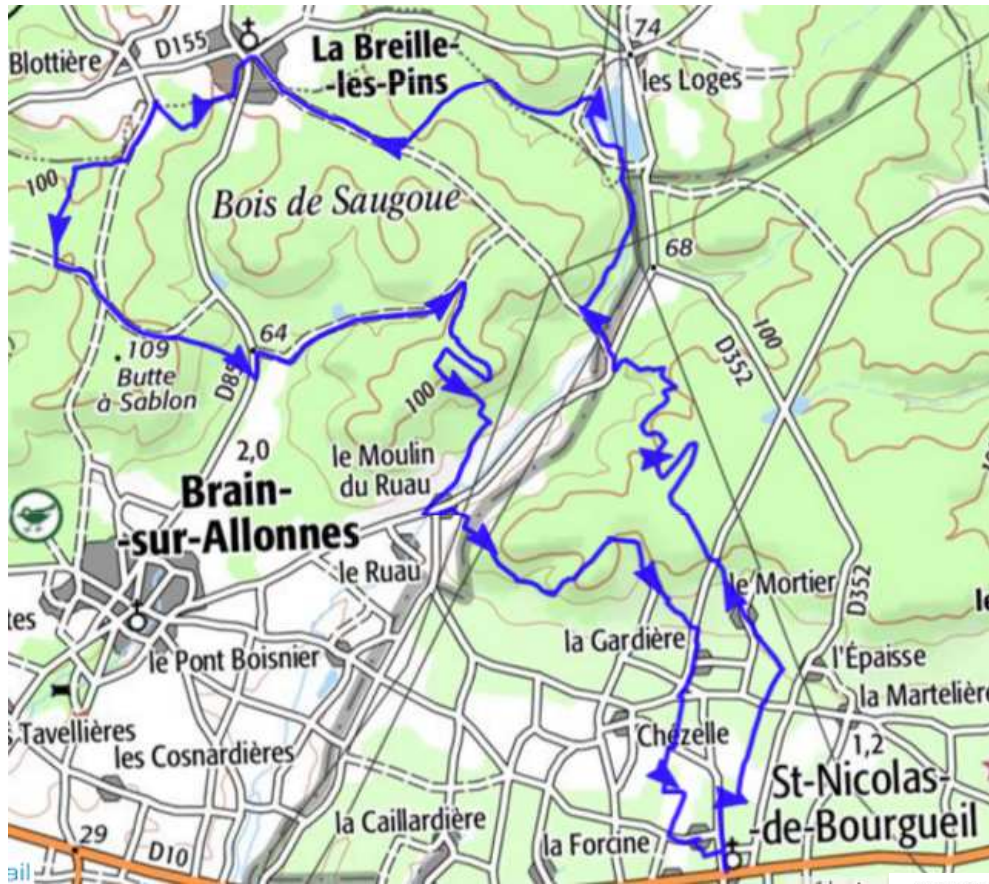 74
Blottière
D155
La Breille-
-les-Pins
les Loges
100
Bois de Saugoue
68
64
109
Butte
à Sablon
D85
100
100
D352
2,0
le Moulin
du Ruau
Brain-
-sur-Allonnes
le Ruau
le Mortier
D352
le
tes
la Gardière
le Pont Boisnier
l'Épaisse
la Martelière
Tavellières
Chezelle
les Cosnardières
1,2
St-Nicolas-
-de-Bourgueil
la Caillardière
la Forcine
29
D10
ail